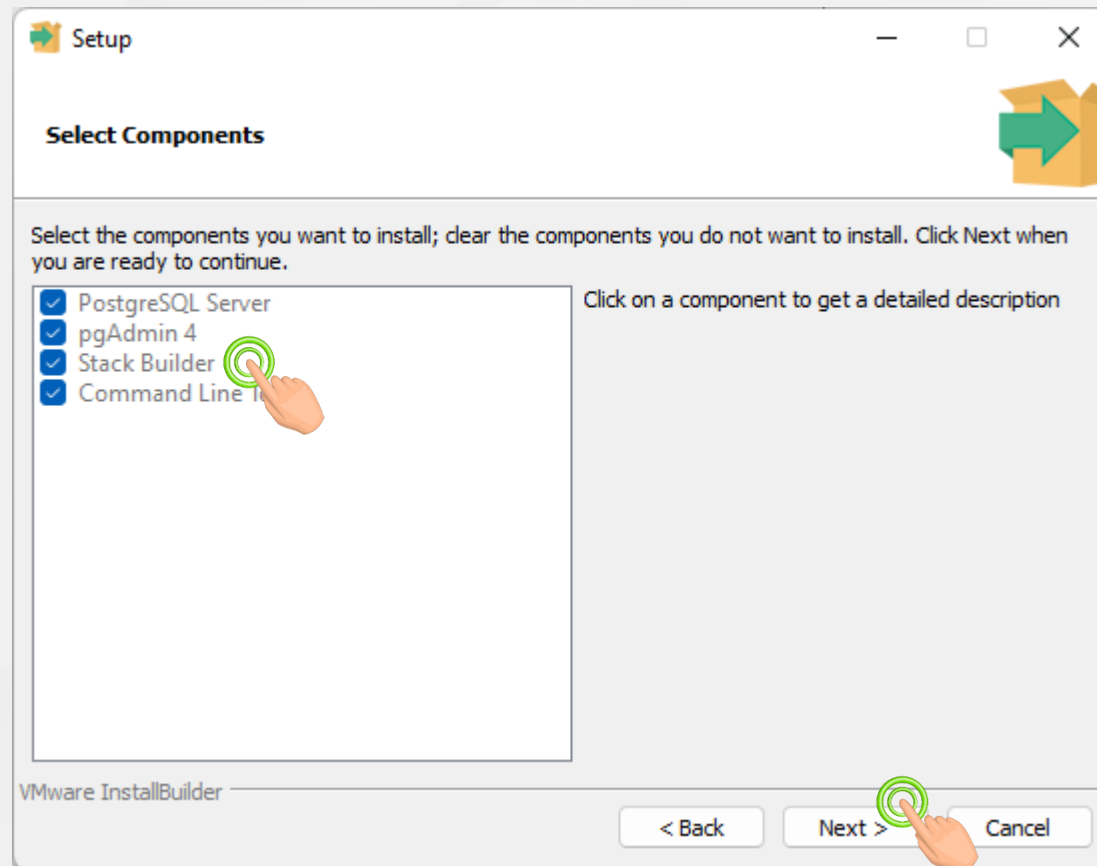 Setup
Select Components
Select the components you want to install; clear the components you do not want to install. Click Next when
you are ready to continue.
PostgreSQL Server
pgAdmin 4
Stack Builder
Command Line
Click on a component to get a detailed description
VMware InstallBuilder
< Back
Next >
Cancel